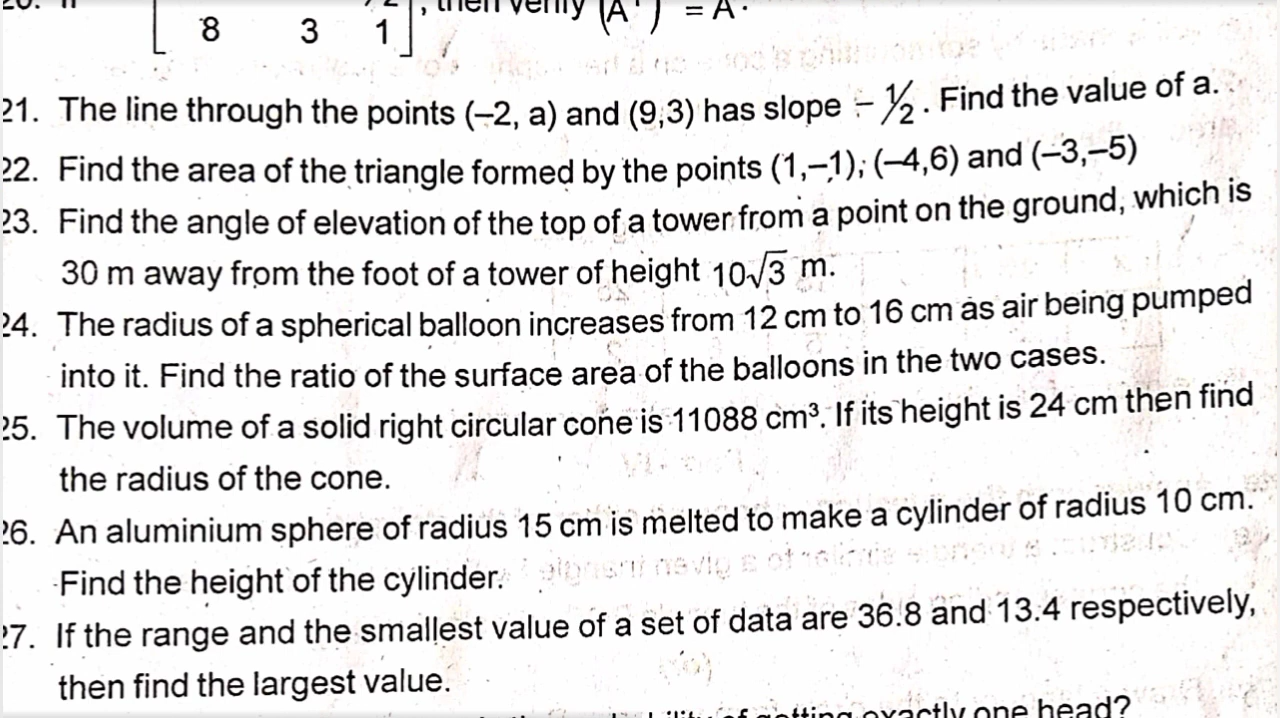 8 3 1 ], then verify (A^T) = A.
21. The line through the points (–2, a) and (9,3) has slope – ½. Find the value of a.
22. Find the area of the triangle formed by the points (1,–1); (–4,6) and (–3,–5)
23. Find the angle of elevation of the top of a tower from a point on the ground, which is
30 m away from the foot of a tower of height 10√3 m.
24. The radius of a spherical balloon increases from 12 cm to 16 cm as air being pumped
into it. Find the ratio of the surface area of the balloons in the two cases.
25. The volume of a solid right circular cone is 11088 cm³. If its height is 24 cm then find
the radius of the cone.
26. An aluminium sphere of radius 15 cm is melted to make a cylinder of radius 10 cm.
Find the height of the cylinder.
27. If the range and the smallest value of a set of data are 36.8 and 13.4 respectively,
then find the largest value.
of getting exactly one head?